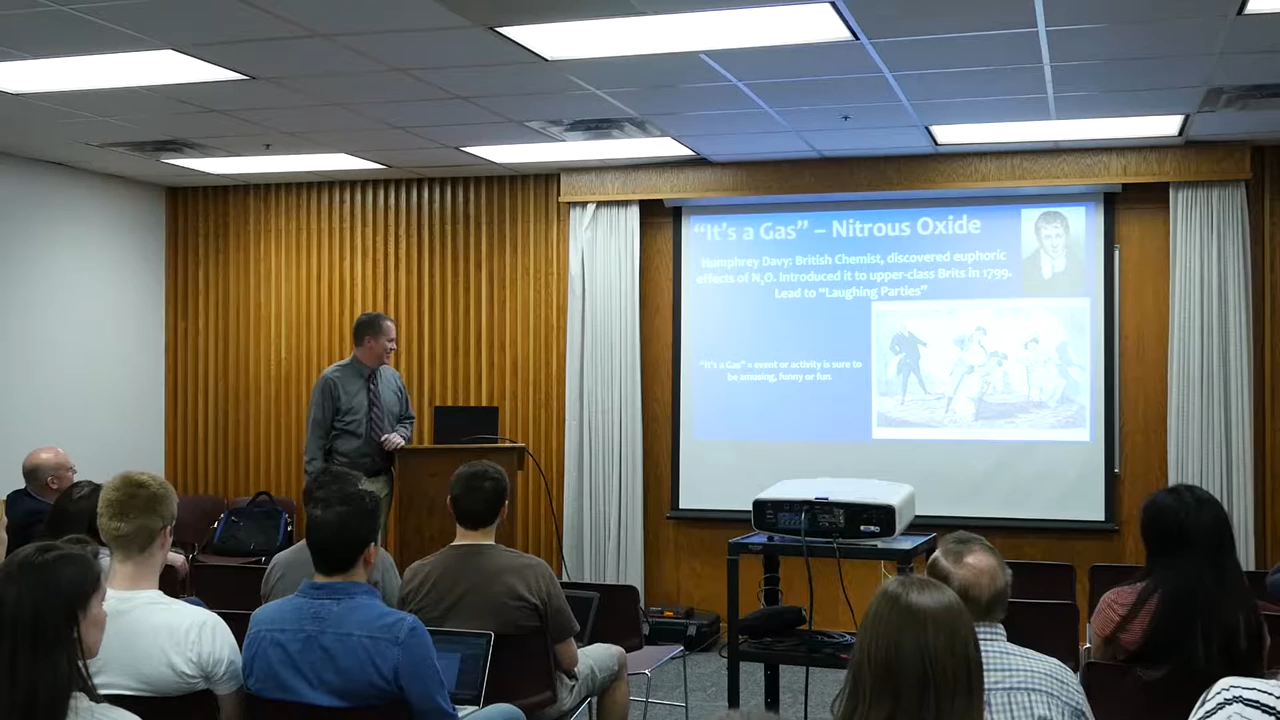 "It's a Gas" – Nitrous Oxide
Humphrey Davy: British Chemist, discovered euphoric
effects of N₂O. Introduced it to upper-class Brits in 1799.
Lead to "Laughing Parties"
"It's a Gas" = event or activity is sure to
be amusing, funny or fun.